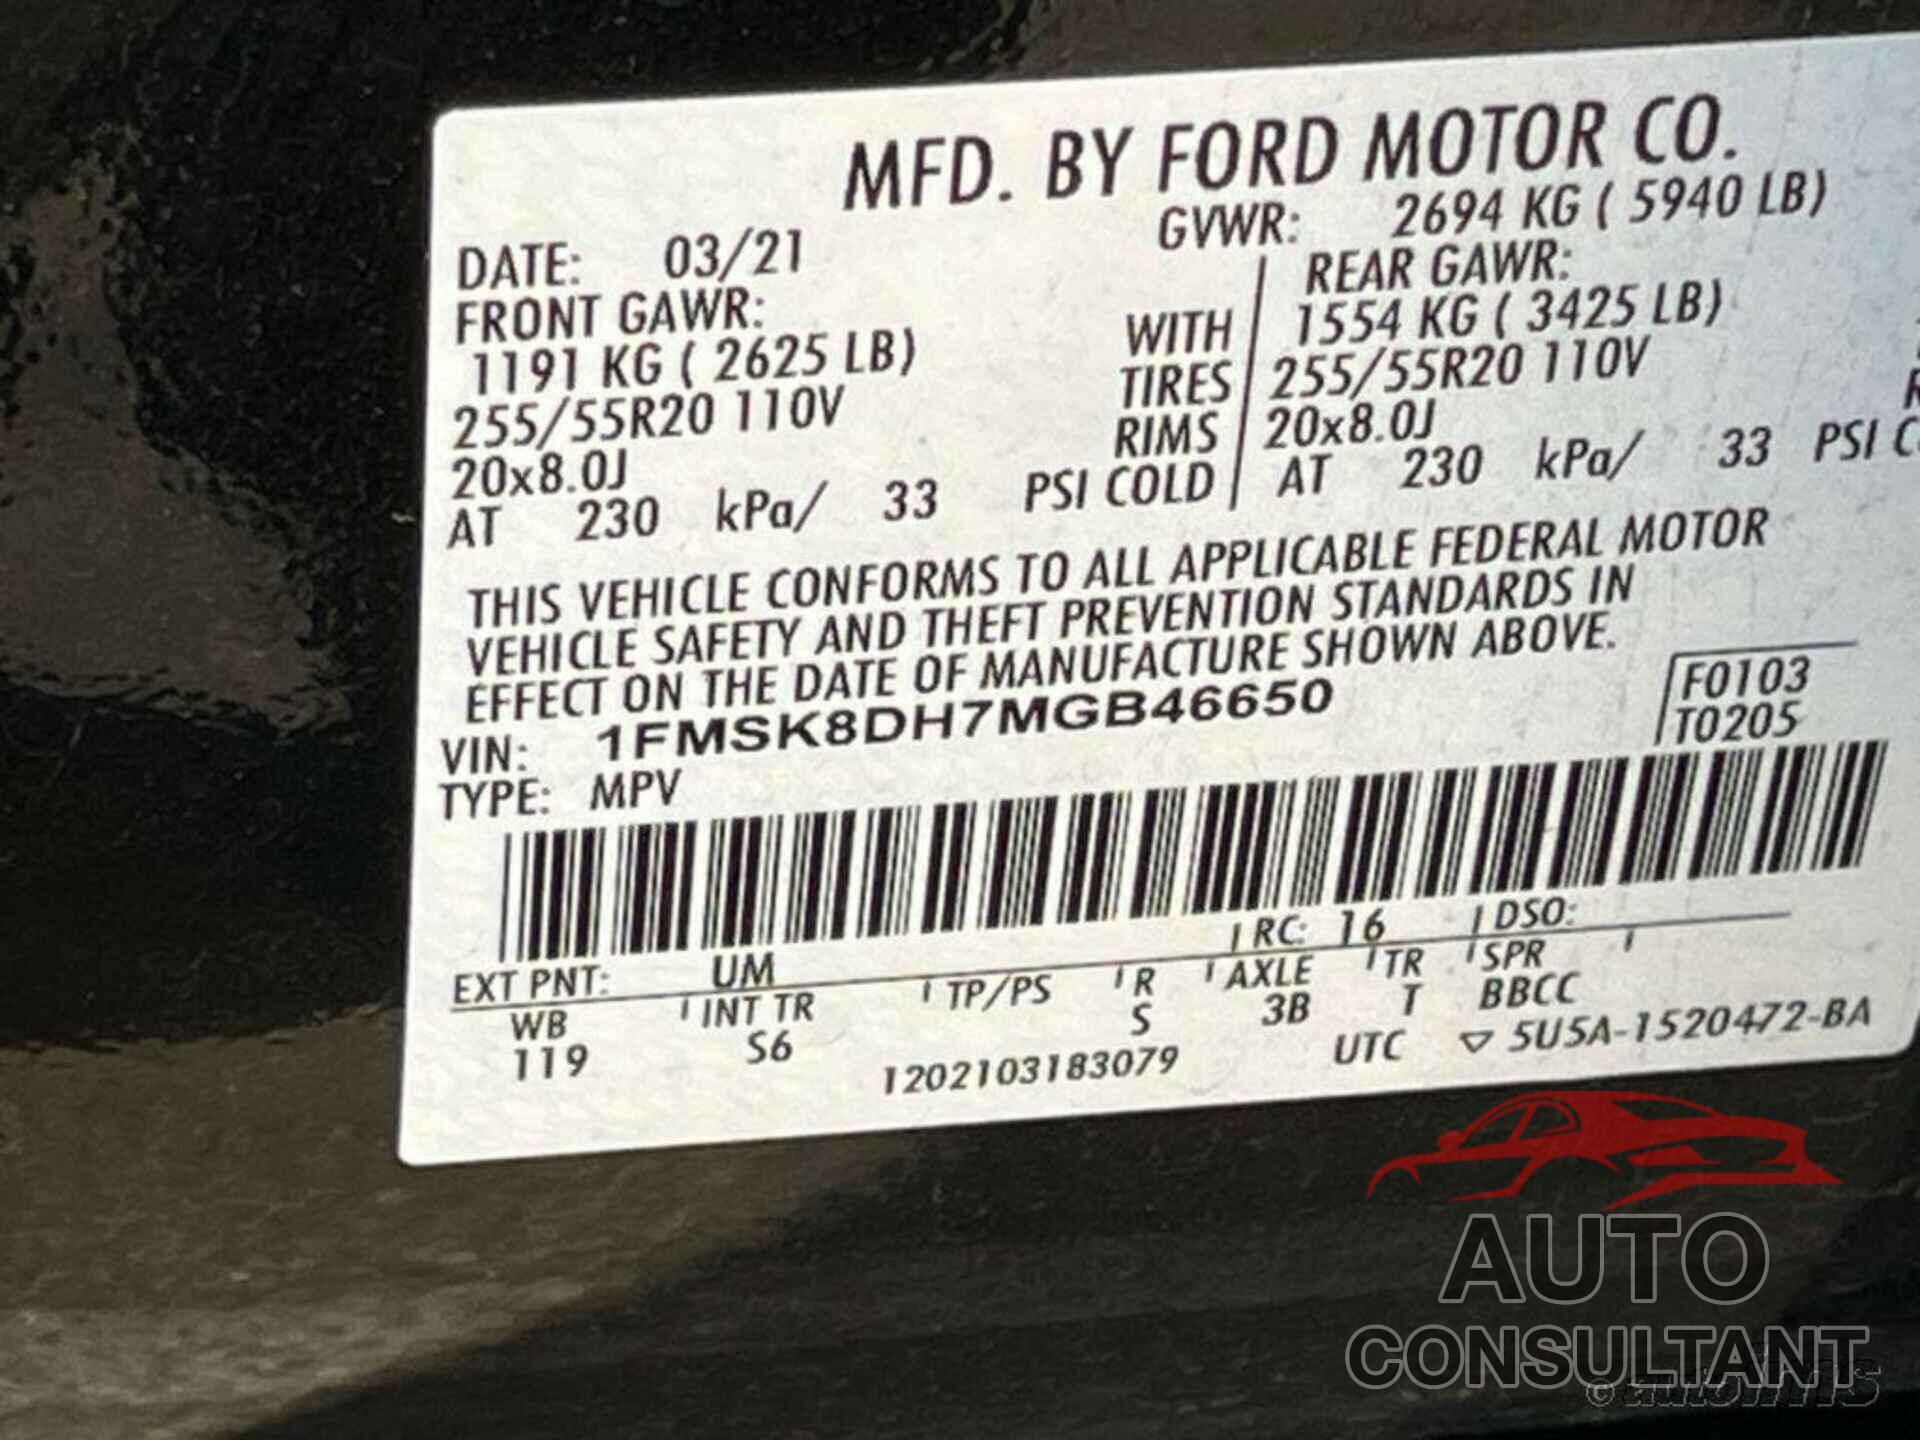 MFD. BY FORD MOTOR CO.
DATE: 03/21 GVWR: 2694 KG ( 5940 LB)
FRONT GAWR: REAR GAWR:
1191 KG ( 2625 LB) WITH 1554 KG ( 3425 LB)
255/55R20 110V TIRES 255/55R20 110V
20x8.0J RIMS 20x8.0J
AT 230 kPa/ 33 PSI COLD AT 230 kPa/ 33 PSI
THIS VEHICLE CONFORMS TO ALL APPLICABLE FEDERAL MOTOR
VEHICLE SAFETY AND THEFT PREVENTION STANDARDS IN
EFFECT ON THE DATE OF MANUFACTURE SHOWN ABOVE.
VIN: 1FMSK8DH7MGB46650 F0103
TYPE: MPV T0205
EXT PNT: UM RC: 16 DSO:
WB INT TR TP/PS R AXLE TR SPR
119 S6 S 3B T BBCC
1202103183079 UTC ▽ 5U5A-1520472-BA
AUTO
CONSULTANT